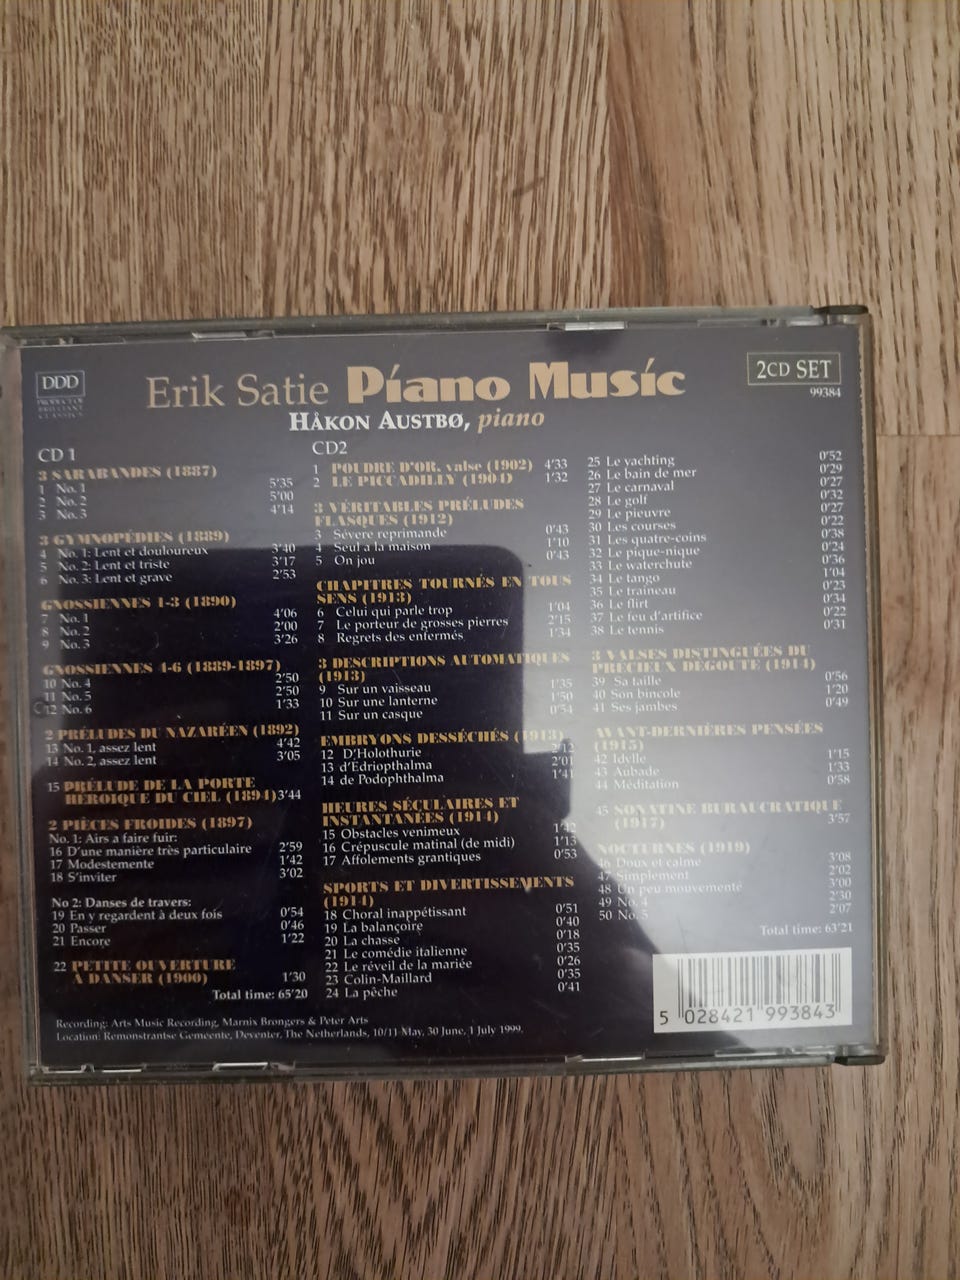 DDD
PRODUCTOR
BRILLIANT
CLASSICS
Erik Satie Piano Music
2CD SET
99384
HÅKON AUSTBØ, piano
CD 1
3 SARABANDES (1887)
1 No. 1 5'35
2 No. 2 5'00
3 No. 3 4'14
3 GYMNOPÉDIES (1889)
4 No. 1: Lent et douloureux 3'40
5 No. 2: Lent et triste 3'17
6 No. 3: Lent et grave 2'53
GNOSSIENNES 1-3 (1890)
7 No. 1 4'06
8 No. 2 2'00
9 No. 3 3'26
GNOSSIENNES 4-6 (1889-1897)
10 No. 4 2'50
11 No. 5 2'50
12 No. 6 1'33
2 PRÉLUDES DU NAZARÉEN (1892)
13 No. 1, assez lent 4'42
14 No. 2, assez lent 3'05
15 PRÉLUDE DE LA PORTE
HÉROIQUE DU CIEL (1894) 3'44
2 PIÈCES FROIDES (1897)
No. 1: Airs a faire fuir:
16 D'une manière très particulaire 2'59
17 Modestemente 1'42
18 S'inviter 3'02
No 2: Danses de travers:
19 En y regardent à deux fois 0'54
20 Passer 0'46
21 Encore 1'22
22 PETITE OUVERTURE
À DANSER (1900) 1'30
Total time: 65'20
CD2
1 POUDRE D'OR, valse (1902) 4'33
2 LE PICCADILLY (1904) 1'32
3 VÉRITABLES PRÉLUDES
FLASQUES (1912)
3 Sévere reprimande 0'43
4 Seul a la maison 1'10
5 On jou 0'43
CHAPITRES TOURNÉS EN TOUS
SENS (1913)
6 Celui qui parle trop 1'04
7 Le porteur de grosses pierres 2'15
8 Regrets des enfermés 1'34
3 DESCRIPTIONS AUTOMATIQUES
(1913)
9 Sur un vaisseau 1'35
10 Sur une lanterne 1'50
11 Sur un casque 0'54
EMBRYONS DESSÉCHÉS (1913)
12 D'Holothurie 2'12
13 d'Edriopthalma 2'01
14 de Podophthalma 1'41
HEURES SÉCULAIRES ET
INSTANTANÉES (1914)
15 Obstacles venimeux 1'42
16 Crépuscule matinal (de midi) 1'13
17 Affolements grantiques 0'53
SPORTS ET DIVERTISSEMENTS
(1914)
18 Choral inappétissant 0'51
19 La balançoire 0'40
20 La chasse 0'18
21 Le comédie italienne 0'35
22 Le réveil de la mariée 0'26
23 Colin-Maillard 0'35
24 La pêche 0'41
25 Le yachting 0'52
26 Le bain de mer 0'29
27 Le carnaval 0'27
28 Le golf 0'32
29 Le pieuvre 0'27
30 Les courses 0'22
31 Les quatre-coins 0'38
32 Le pique-nique 0'24
33 Le waterchute 0'36
34 Le tango 1'04
35 Le traineau 0'23
36 Le flirt 0'34
37 Le feu d'artifice 0'22
38 Le tennis 0'31
3 VALSES DISTINGUÉES DU
PRECIEUX DEGOUTE (1914)
39 Sa taille 0'56
40 Son bincole 1'20
41 Ses jambes 0'49
AVANT-DERNIÈRES PENSÉES
(1915)
42 Idylle 1'15
43 Aubade 1'33
44 Méditation 0'58
45 SONATINE BURAUCRATIQUE
(1917) 3'57
NOCTURNES (1919)
46 Doux et calme 3'08
47 Simplement 2'02
48 Un peu mouvementé 3'00
49 No. 4 2'30
50 No. 5 2'07
Total time: 63'21
5 028421 993843
Recording: Arts Music Recording, Marnix Brongers & Peter Arts
Location: Remonstrantse Gemeente, Deventer, The Netherlands, 10/11 May, 30 June, 1 July 1999.